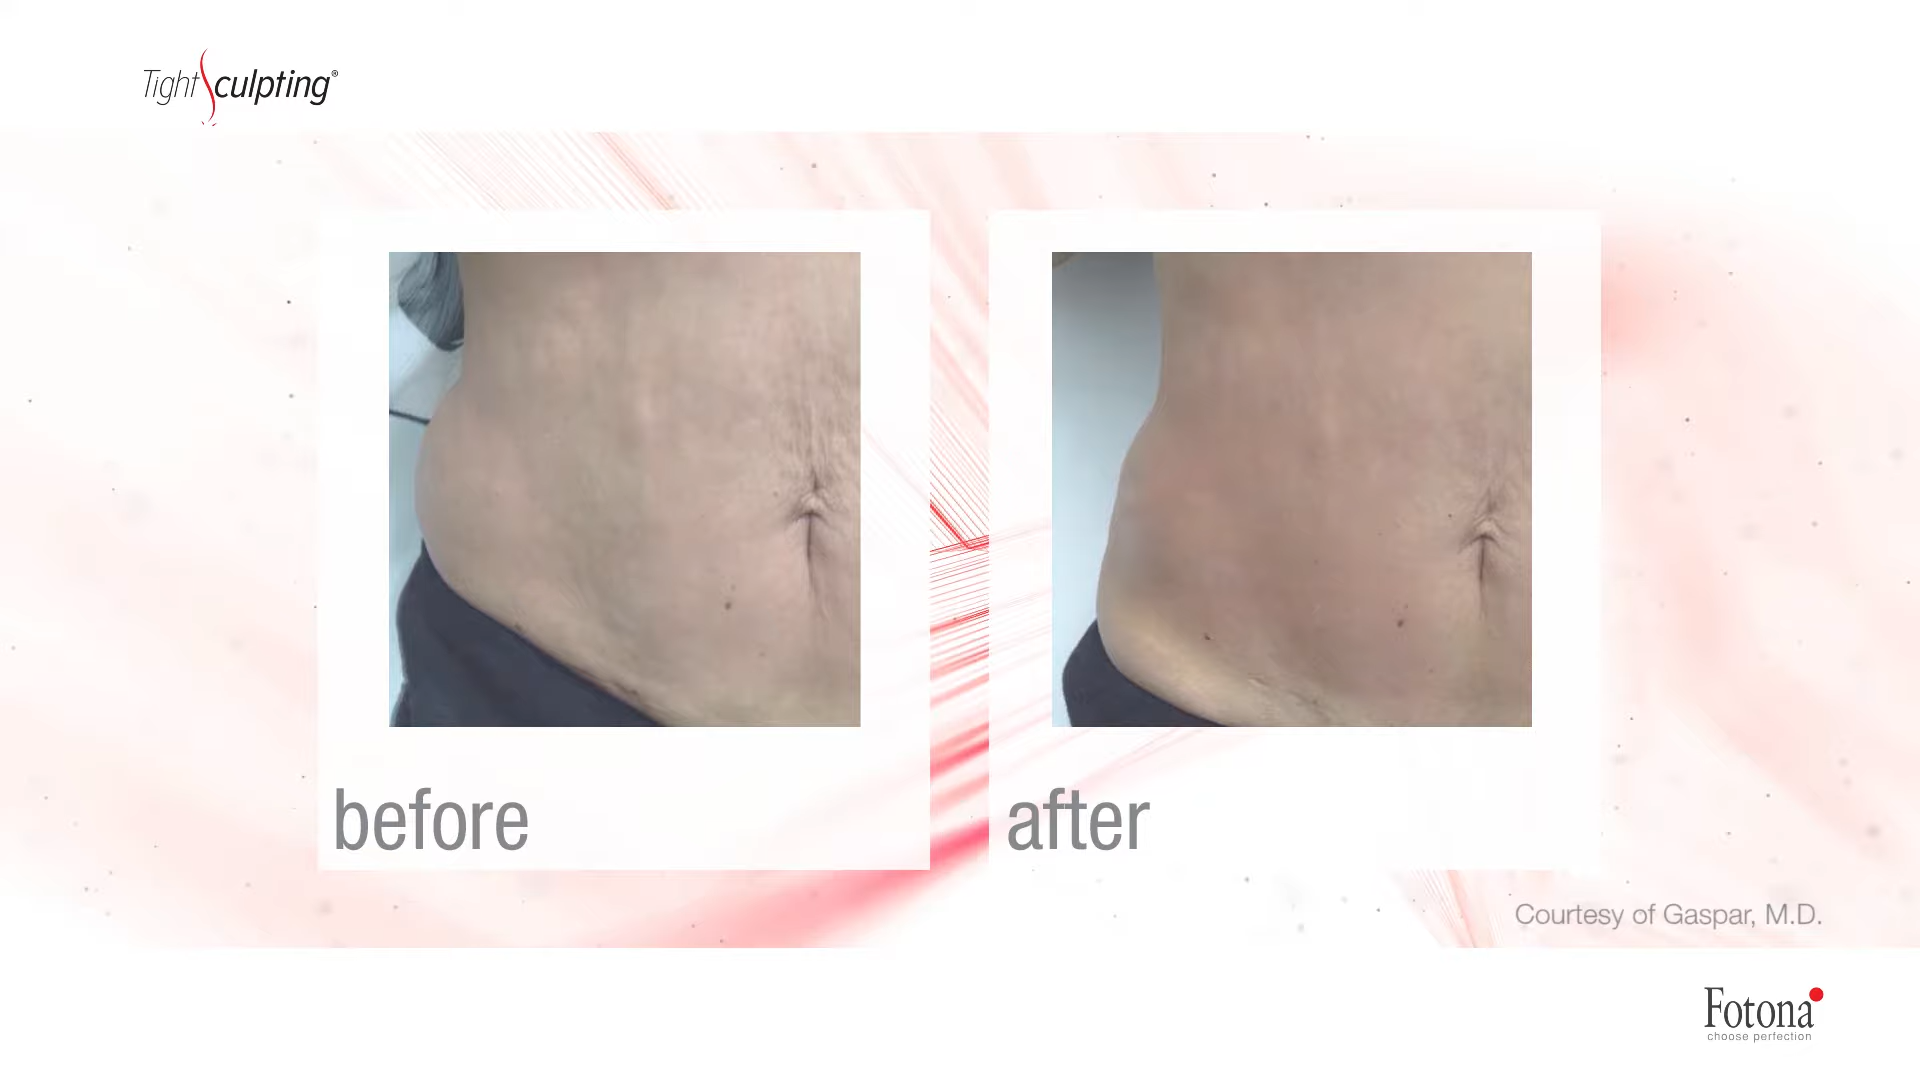 TightSculpting®
before
after
Courtesy of Gaspar, M.D.
Fotona
choose perfection